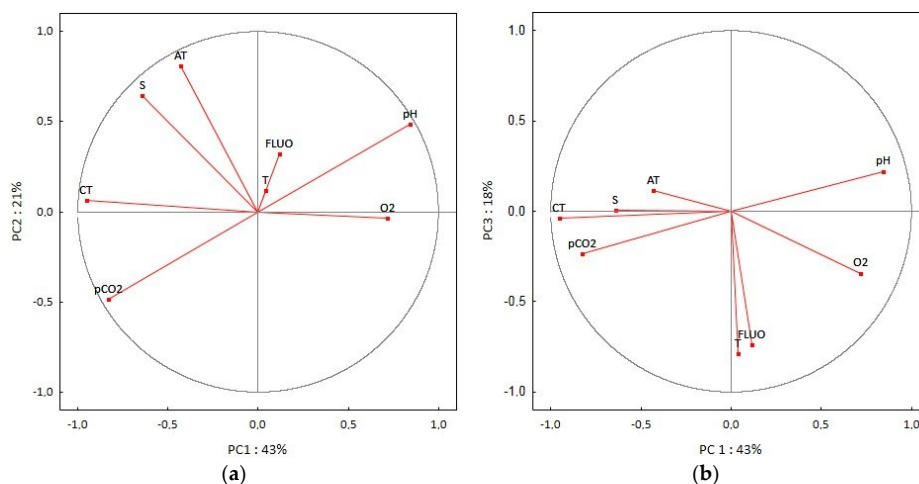 1,0
AT
S
0,5
pH
FLUO
T
CT
0,0
O2
pCO2
-0,5
-1,0
-1,0 -0,5 0,0 0,5 1,0
PC2 : 21%
PC1 : 43%
(a)
1,0
0,5
pH
AT
S
0,0
CT
pCO2
O2
-0,5
FLUO
T
-1,0
-1,0 -0,5 0,0 0,5 1,0
PC3 : 18%
PC 1 : 43%
(b)